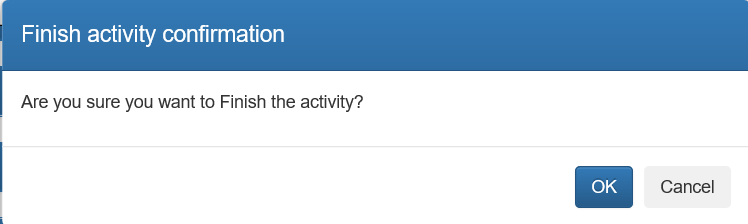 Finish activity confirmation
Are you sure you want to Finish the activity?
OK Cancel